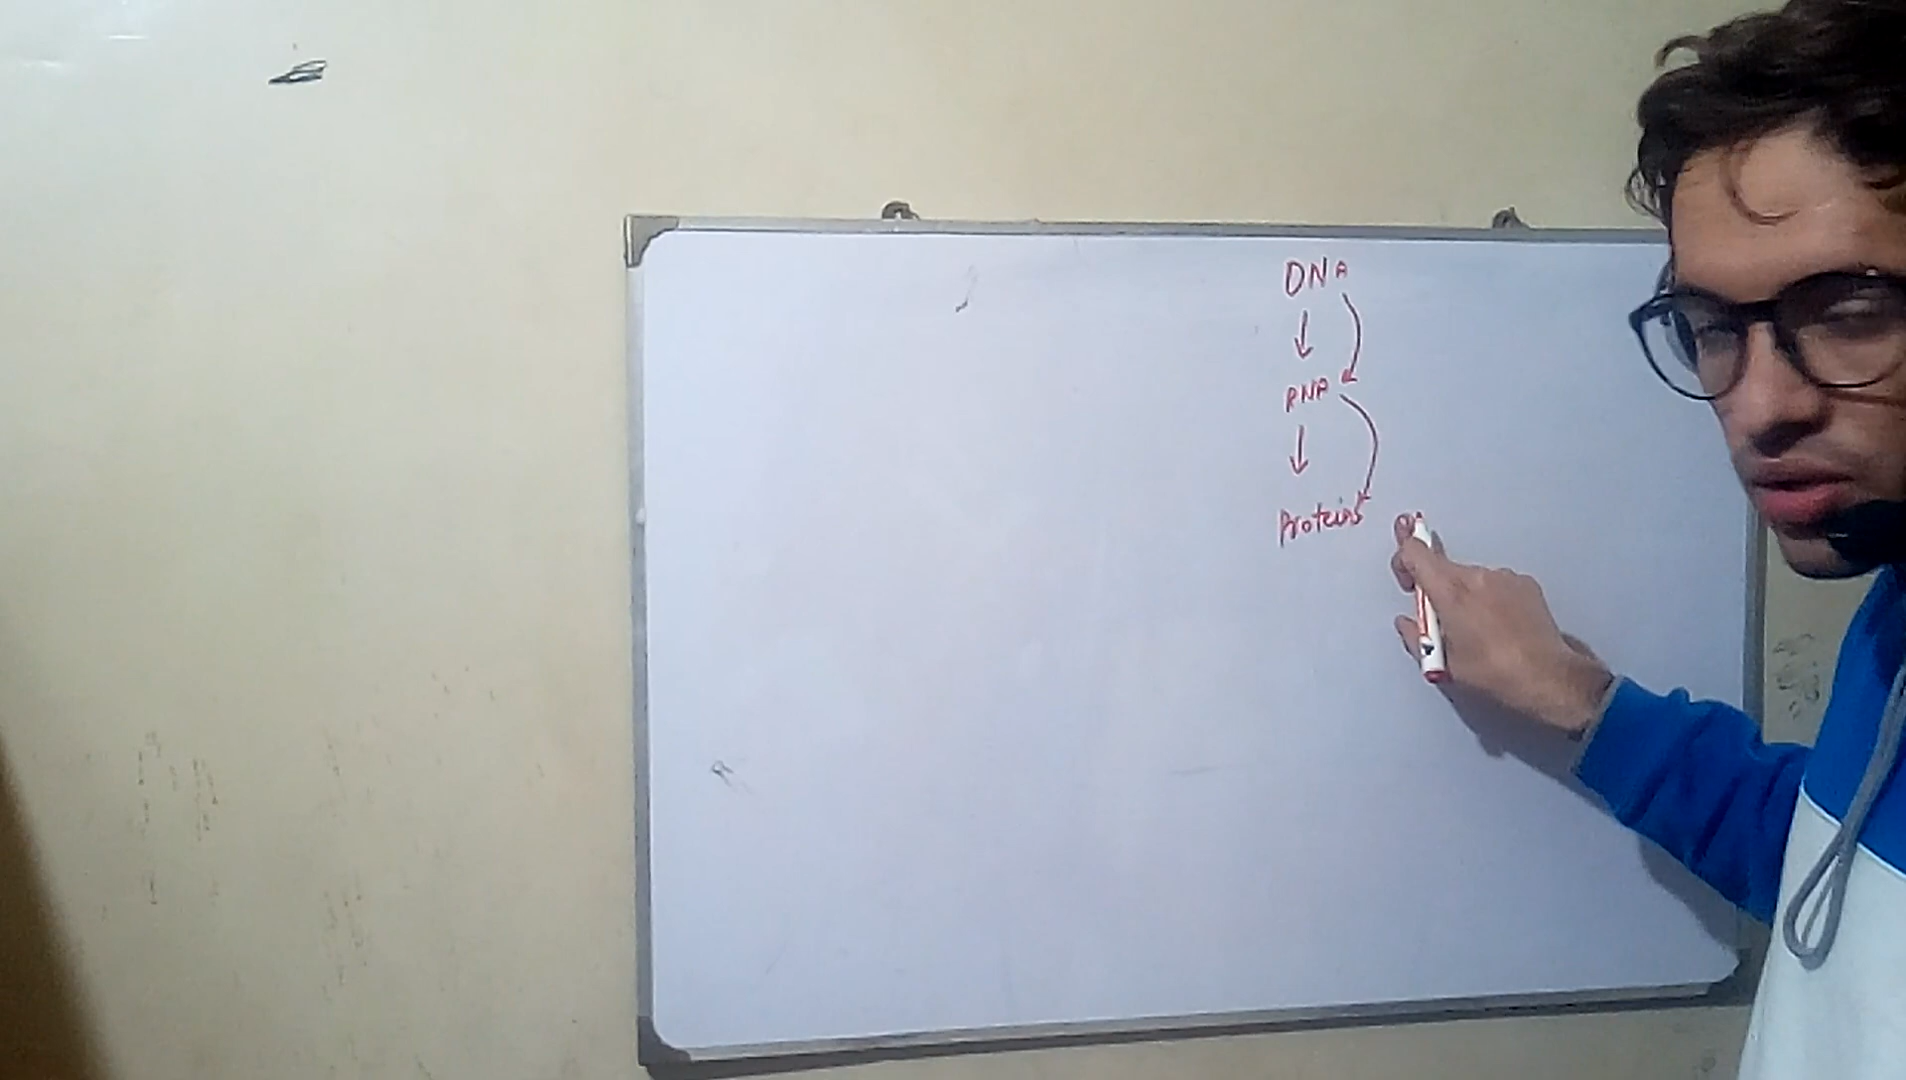 DNA
↓
RNA
↓
Proteins